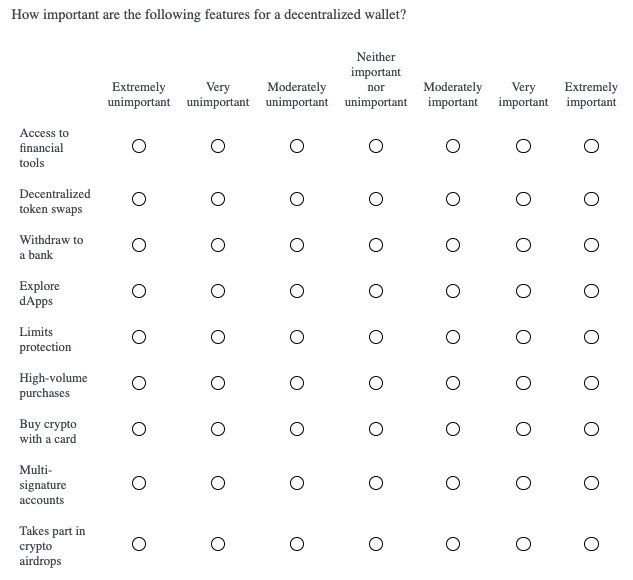 How important are the following features for a decentralized wallet?
Neither
important
Extremely Very Moderately nor Moderately Very Extremely
unimportant unimportant unimportant unimportant important important important
Access to
financial
tools
Decentralized
token swaps
Withdraw to
a bank
Explore
dApps
Limits
protection
High-volume
purchases
Buy crypto
with a card
Multi-
signature
accounts
Takes part in
crypto
airdrops